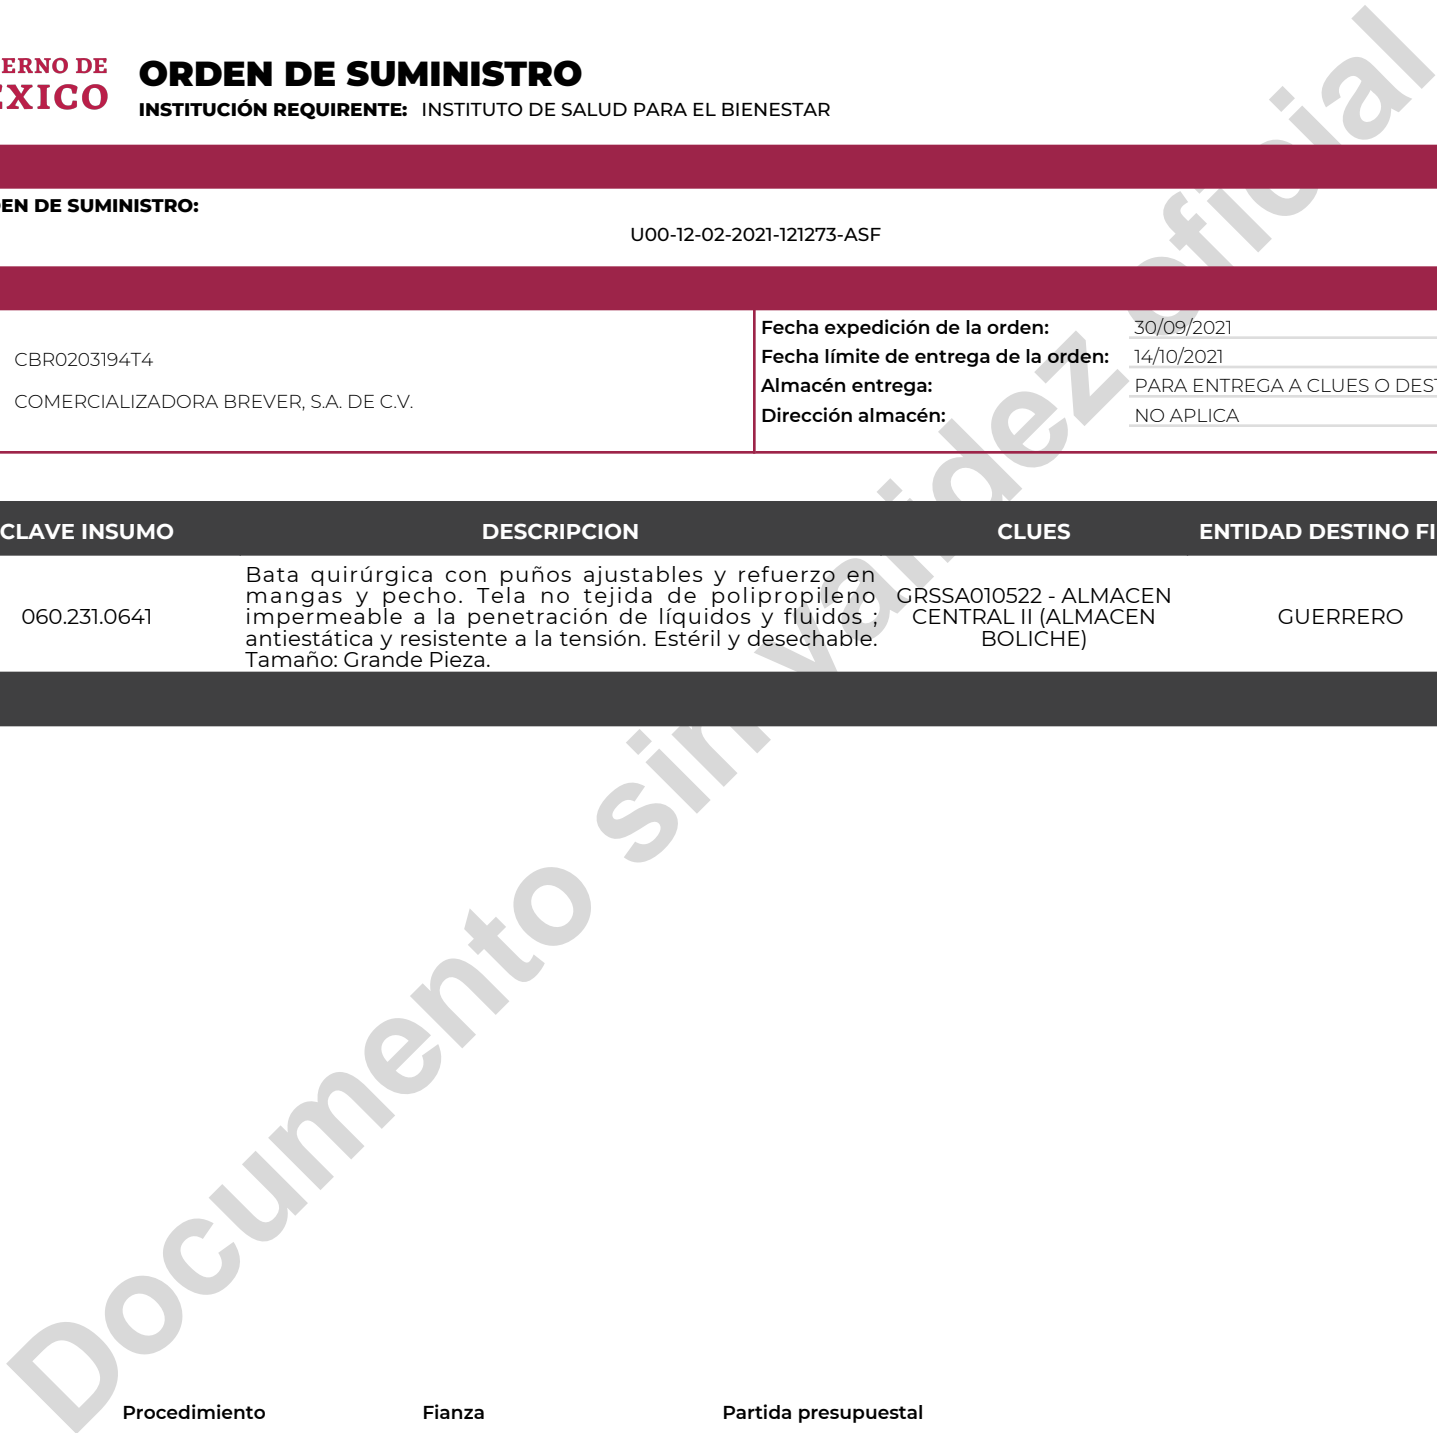 ERNO DE
ÉXICO
ORDEN DE SUMINISTRO
INSTITUCIÓN REQUIRENTE: INSTITUTO DE SALUD PARA EL BIENESTAR
EN DE SUMINISTRO:
U00-12-02-2021-121273-ASF
CBR0203194T4
COMERCIALIZADORA BREVER, S.A. DE C.V.
Fecha expedición de la orden: 30/09/2021
Fecha límite de entrega de la orden: 14/10/2021
Almacén entrega: PARA ENTREGA A CLUES O DEST
Dirección almacén: NO APLICA
CLAVE INSUMO DESCRIPCION CLUES ENTIDAD DESTINO FI
060.231.0641
Bata quirúrgica con puños ajustables y refuerzo en
mangas y pecho. Tela no tejida de polipropileno
impermeable a la penetración de líquidos y fluidos ;
antiestática y resistente a la tensión. Estéril y desechable.
Tamaño: Grande Pieza.
GRSSA010522 - ALMACEN
CENTRAL II (ALMACEN
BOLICHE)
GUERRERO
Documento sin validez oficial
Procedimiento Fianza Partida presupuestal